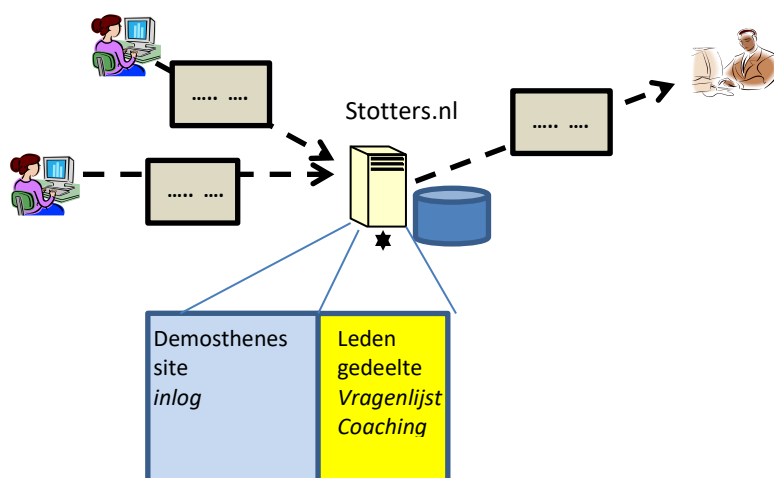 ..... ....
Stotters.nl
..... ....
..... ....
Demosthenes
site
inlog
Leden
gedeelte
Vragenlijst
Coaching